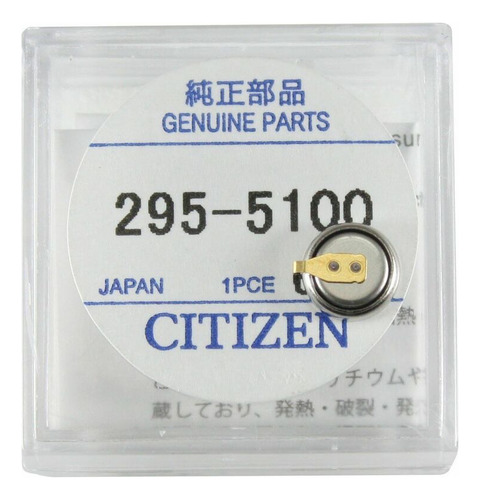 純正部品
GENUINE PARTS
295-5100
JAPAN 1PCE
CITIZEN
リチウムや
蔵しており、発熱・破裂・発